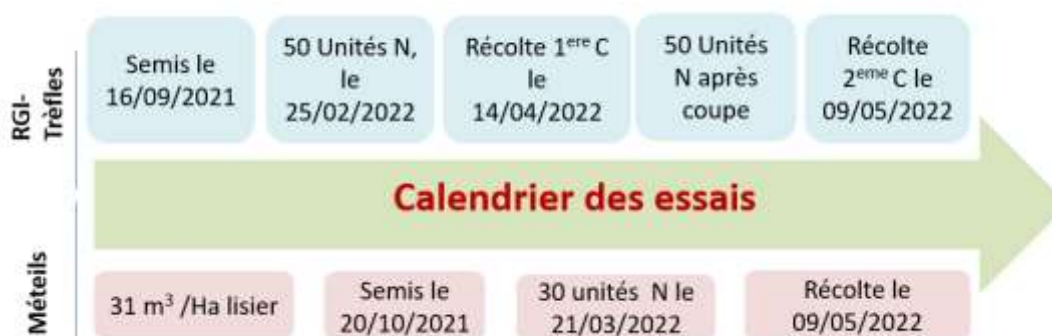 RGI-
Trèfles
Semis le
16/09/2021
50 Unités N,
le
25/02/2022
Récolte 1ere C
le
14/04/2022
50 Unités
N après
coupe
Récolte
2eme C le
09/05/2022
Calendrier des essais
Méteils
31 m3 /Ha lisier
Semis le
20/10/2021
30 unités N le
21/03/2022
Récolte le
09/05/2022